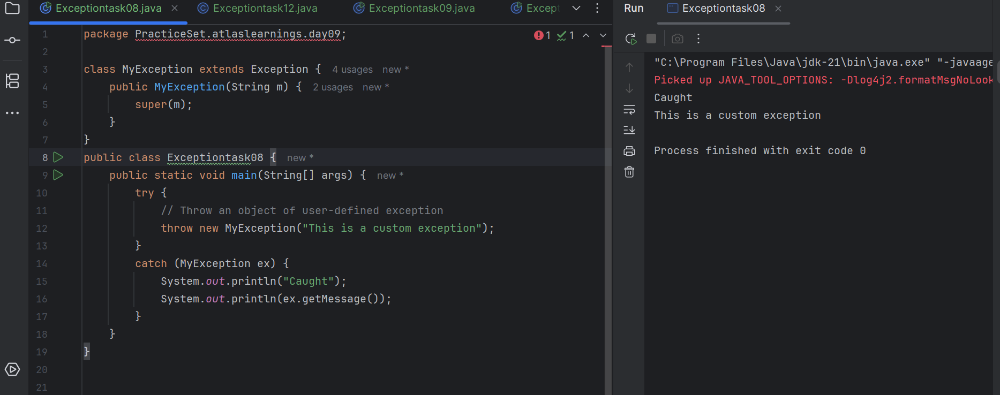 Exceptiontask08.java
Exceptiontask12.java
Exceptiontask09.java
Except
1 package PracticeSet.atlaslearnings.day09;
1 1
2
3 class MyException extends Exception { 4 usages new *
4 public MyException(String m) { 2 usages new *
5 super(m);
6 }
7 }
8 public class Exceptiontask08 { new *
9 public static void main(String[] args) { new *
10 try {
11 // Throw an object of user-defined exception
12 throw new MyException("This is a custom exception");
13 }
14 catch (MyException ex) {
15 System.out.println("Caught");
16 System.out.println(ex.getMessage());
17 }
18 }
19 }
20
21
Run Exceptiontask08
"C:\Program Files\Java\jdk-21\bin\java.exe" "-javaage
Picked up JAVA_TOOL_OPTIONS: -Dlog4j2.formatMsgNoLook
Caught
This is a custom exception
Process finished with exit code 0